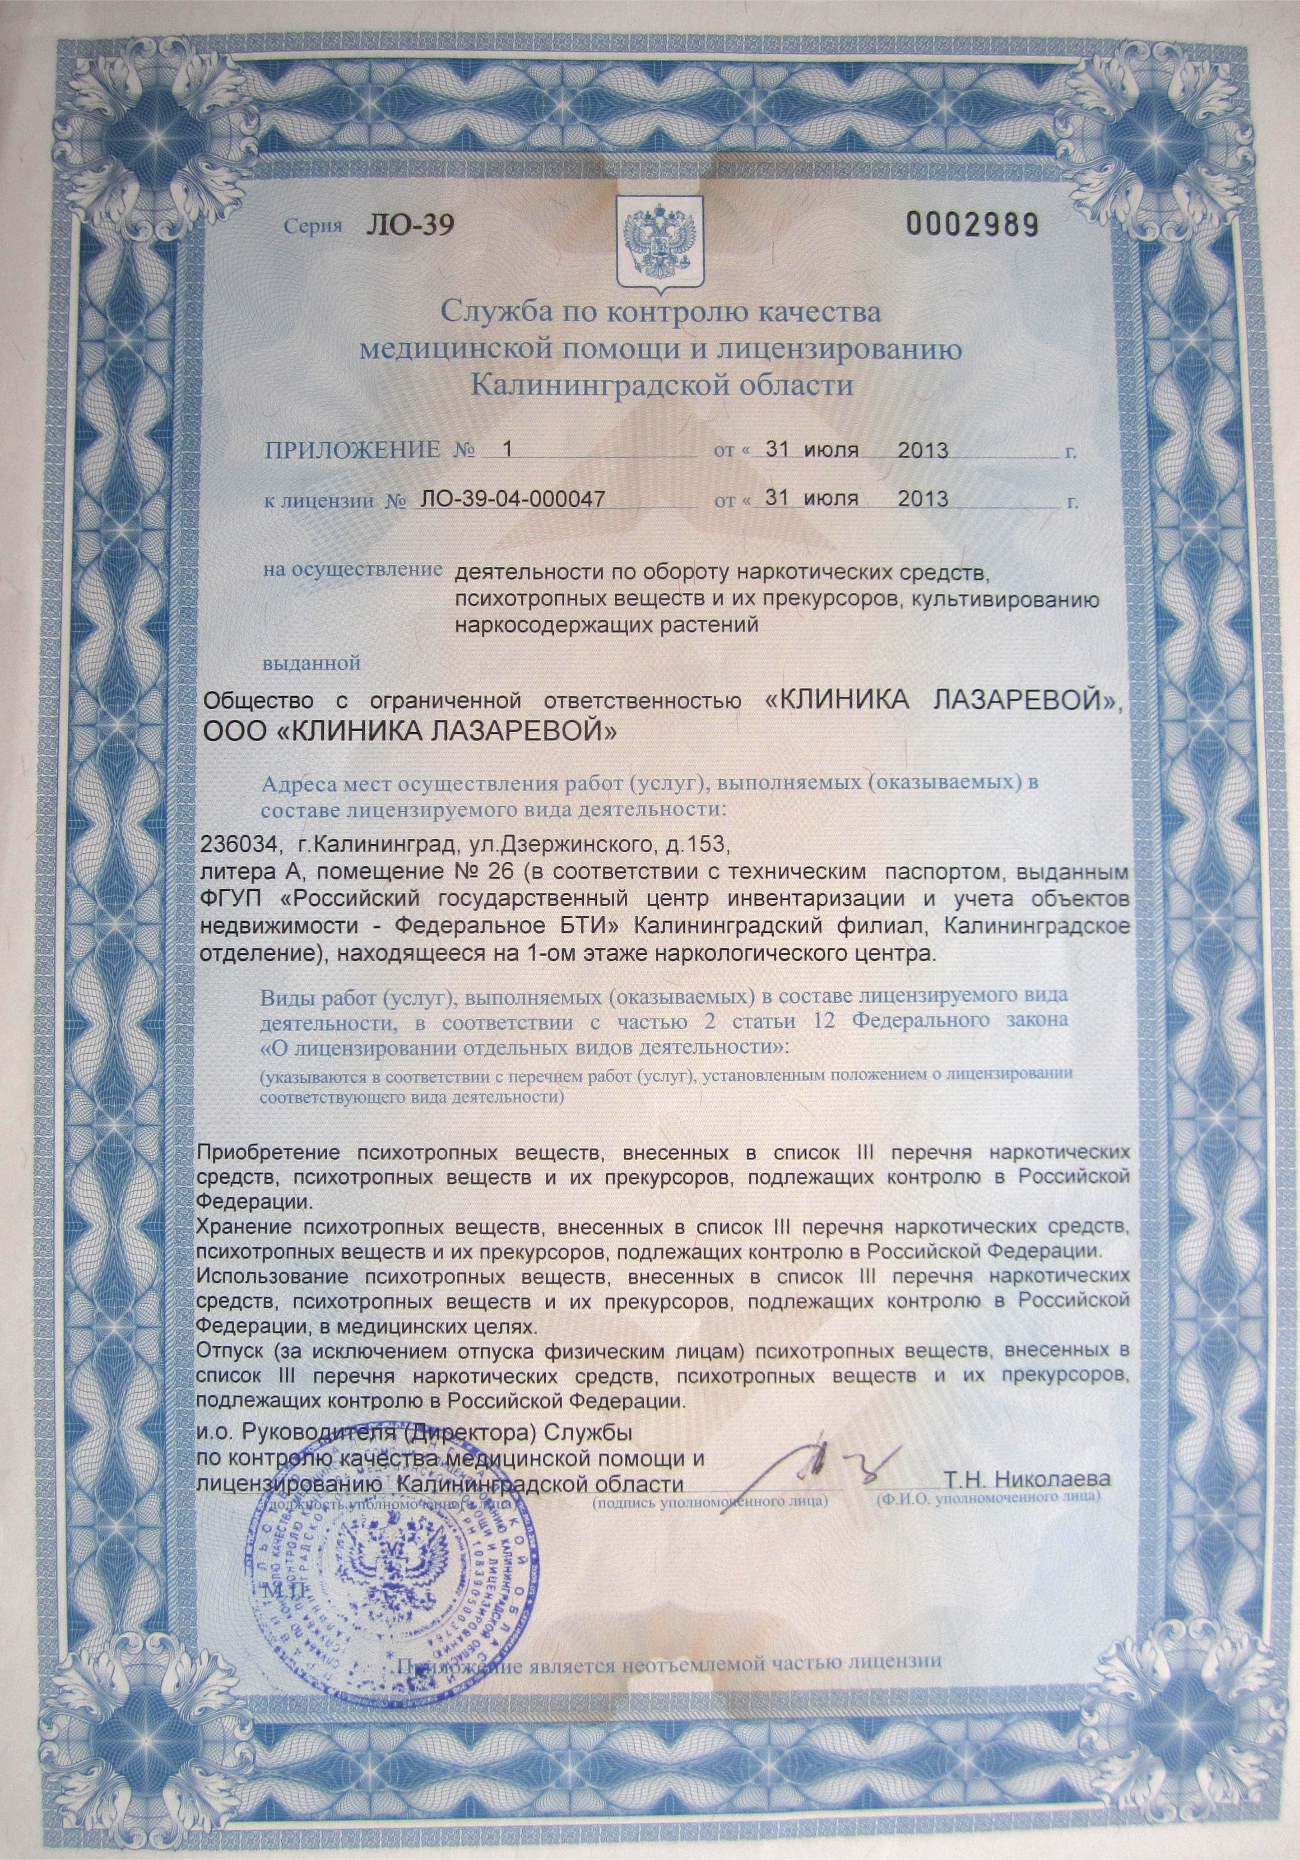 Серия ЛО-39 0002989
Служба по контролю качества
медицинской помощи и лицензированию
Калининградской области
ПРИЛОЖЕНИЕ № 1 от « 31 июля 2013 г.
к лицензии № ЛО-39-04-000047 от « 31 июля 2013 г.
на осуществление деятельности по обороту наркотических средств,
психотропных веществ и их прекурсоров, культивированию
наркосодержащих растений
выданной
Общество с ограниченной ответственностью «КЛИНИКА ЛАЗАРЕВОЙ»,
ООО «КЛИНИКА ЛАЗАРЕВОЙ»
Адреса мест осуществления работ (услуг), выполняемых (оказываемых) в
составе лицензируемого вида деятельности:
236034, г.Калининград, ул.Дзержинского, д.153,
литера А, помещение № 26 (в соответствии с техническим паспортом, выданным
ФГУП «Российский государственный центр инвентаризации и учета объектов
недвижимости - Федеральное БТИ» Калининградский филиал, Калининградское
отделение), находящееся на 1-ом этаже наркологического центра.
Виды работ (услуг), выполняемых (оказываемых) в составе лицензируемого вида
деятельности, в соответствии с частью 2 статьи 12 Федерального закона
«О лицензировании отдельных видов деятельности»:
(указываются в соответствии с перечнем работ (услуг), установленным положением о лицензировании
соответствующего вида деятельности)
Приобретение психотропных веществ, внесенных в список III перечня наркотических
средств, психотропных веществ и их прекурсоров, подлежащих контролю в Российской
Федерации.
Хранение психотропных веществ, внесенных в список III перечня наркотических средств,
психотропных веществ и их прекурсоров, подлежащих контролю в Российской Федерации.
Использование психотропных веществ, внесенных в список III перечня наркотических
средств, психотропных веществ и их прекурсоров, подлежащих контролю в Российской
Федерации, в медицинских целях.
Отпуск (за исключением отпуска физическим лицам) психотропных веществ, внесенных в
список III перечня наркотических средств, психотропных веществ и их прекурсоров,
подлежащих контролю в Российской Федерации.
и.о. Руководителя (Директора) Службы
по контролю качества медицинской помощи и
лицензированию Калининградской области Т.Н. Николаева
(должность уполномоченного лица) (подпись уполномоченного лица) (Ф.И.О. уполномоченного лица)
М.П.
Приложение является неотъемлемой частью лицензии